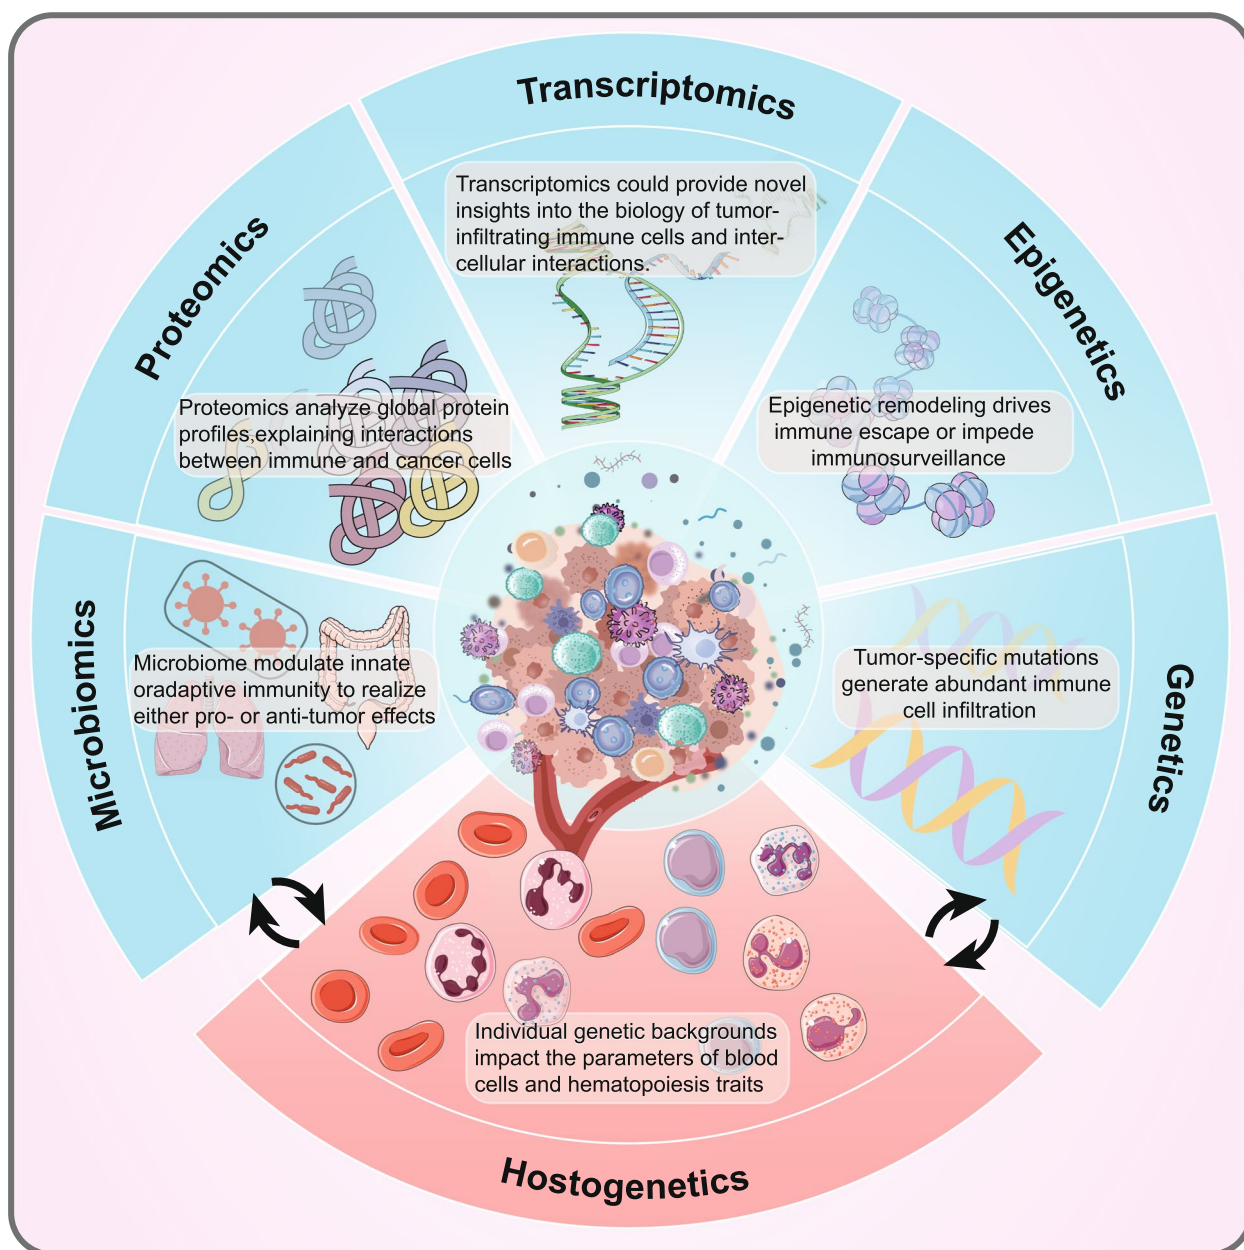 Transcriptomics
Transcriptomics could provide novel
insights into the biology of tumor-
infiltrating immune cells and inter-
cellular interactions.
Proteomics
Proteomics analyze global protein
profiles,explaining interactions
between immune and cancer cells
Epigenetics
Epigenetic remodeling drives
immune escape or impede
immunosurveillance
Microbiomics
Microbiome modulate innate
oradaptive immunity to realize
either pro- or anti-tumor effects
Genetics
Tumor-specific mutations
generate abundant immune
cell infiltration
Individual genetic backgrounds
impact the parameters of blood
cells and hematopoiesis traits
Hostogenetics